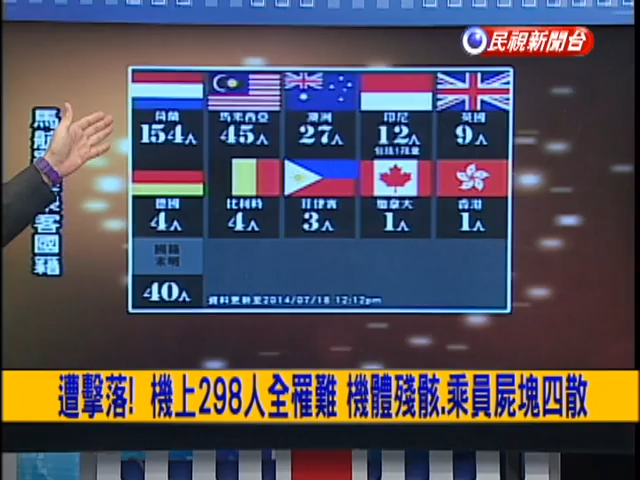 民視新聞台
馬航
客國籍
荷蘭 馬來西亞 澳洲 印尼 英國
154人 45人 27人 12人 9人
德國 比利時 菲律賓 加拿大 香港
4人 4人 3人 1人 1人
國籍
未明
40人
資料更新至2014/07/18 12:12pm
遭擊落! 機上298人全罹難 機體殘骸.乘員屍塊四散